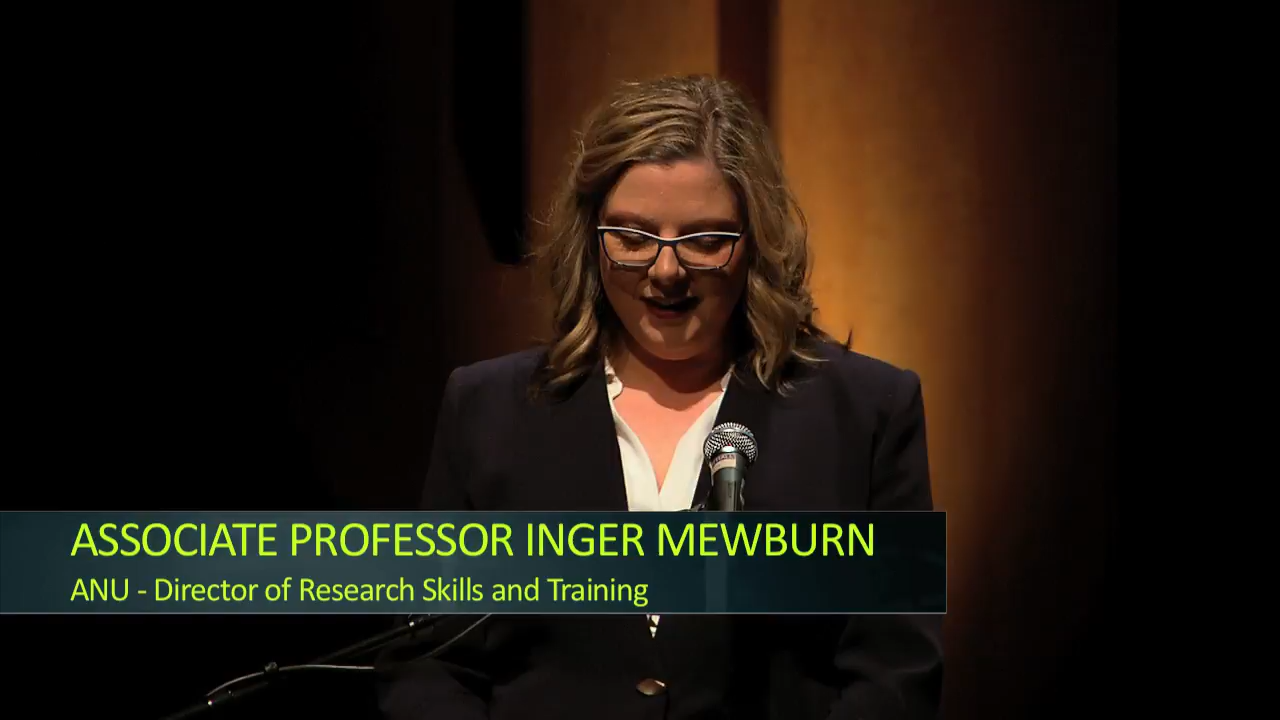 ASSOCIATE PROFESSOR INGER MEWBURN
ANU - Director of Research Skills and Training